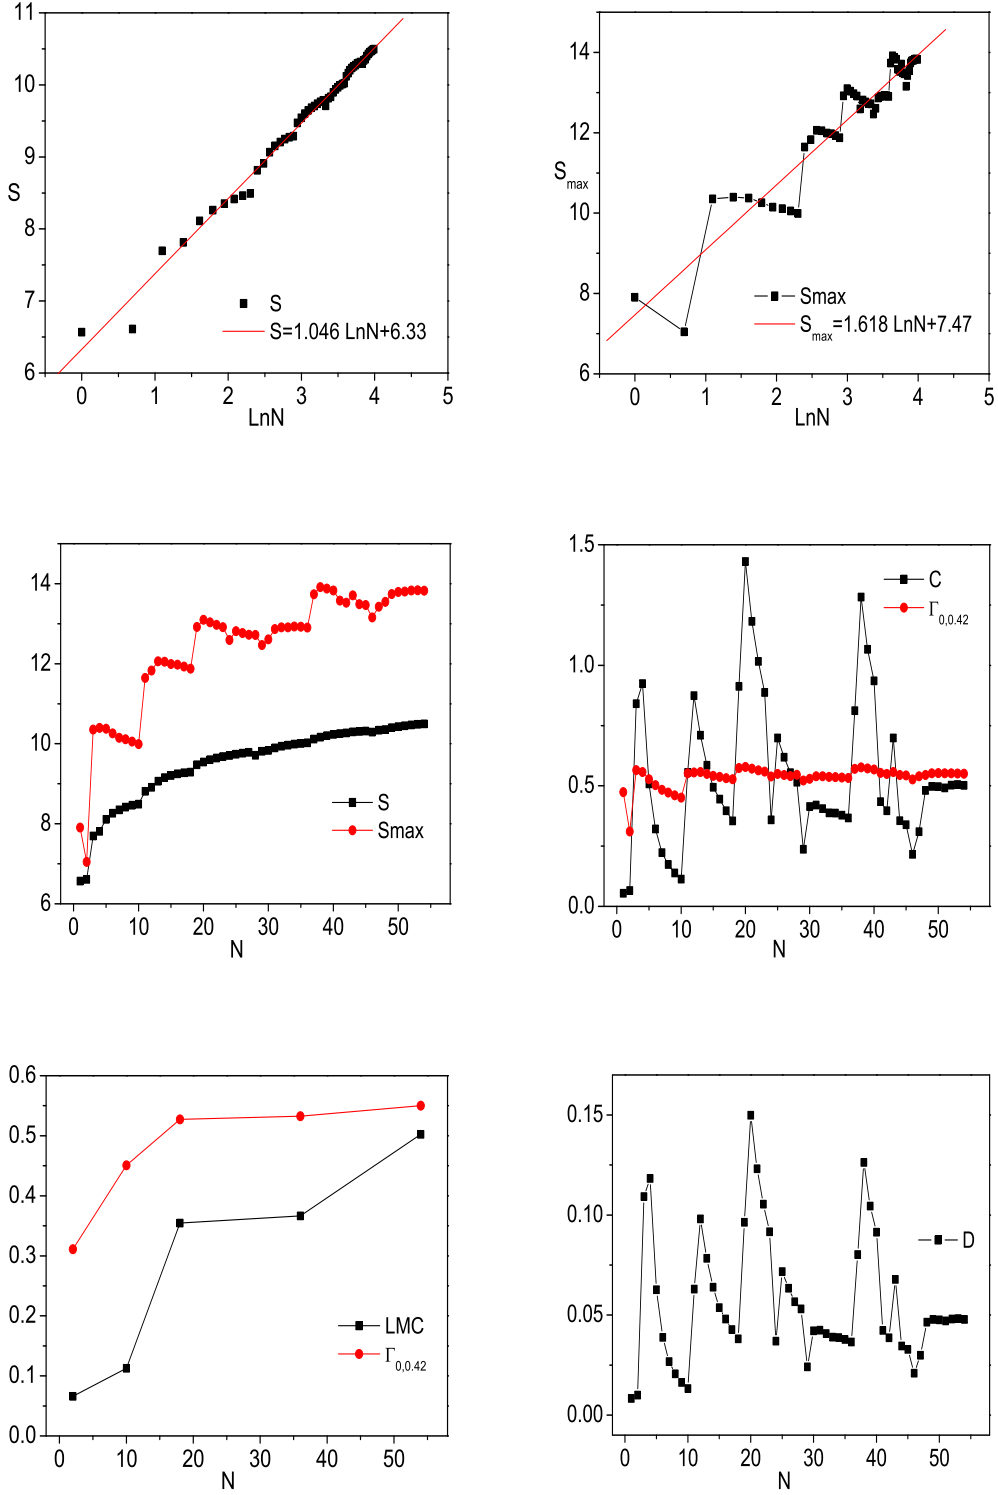 11
10
9
8
7
6
S
S
S=1.046 LnN+6.33
0 1 2 3 4 5
LnN
14
12
10
8
6
Smax
Smax
Smax=1.618 LnN+7.47
0 1 2 3 4 5
LnN
14
12
10
8
6
S
Smax
0 10 20 30 40 50
N
1.5
1.0
0.5
0.0
C
Γ0,0.42
0 10 20 30 40 50
N
0.6
0.5
0.4
0.3
0.2
0.1
0.0
LMC
Γ0,0.42
0 10 20 30 40 50
N
0.15
0.10
0.05
0.00
D
0 10 20 30 40 50
N